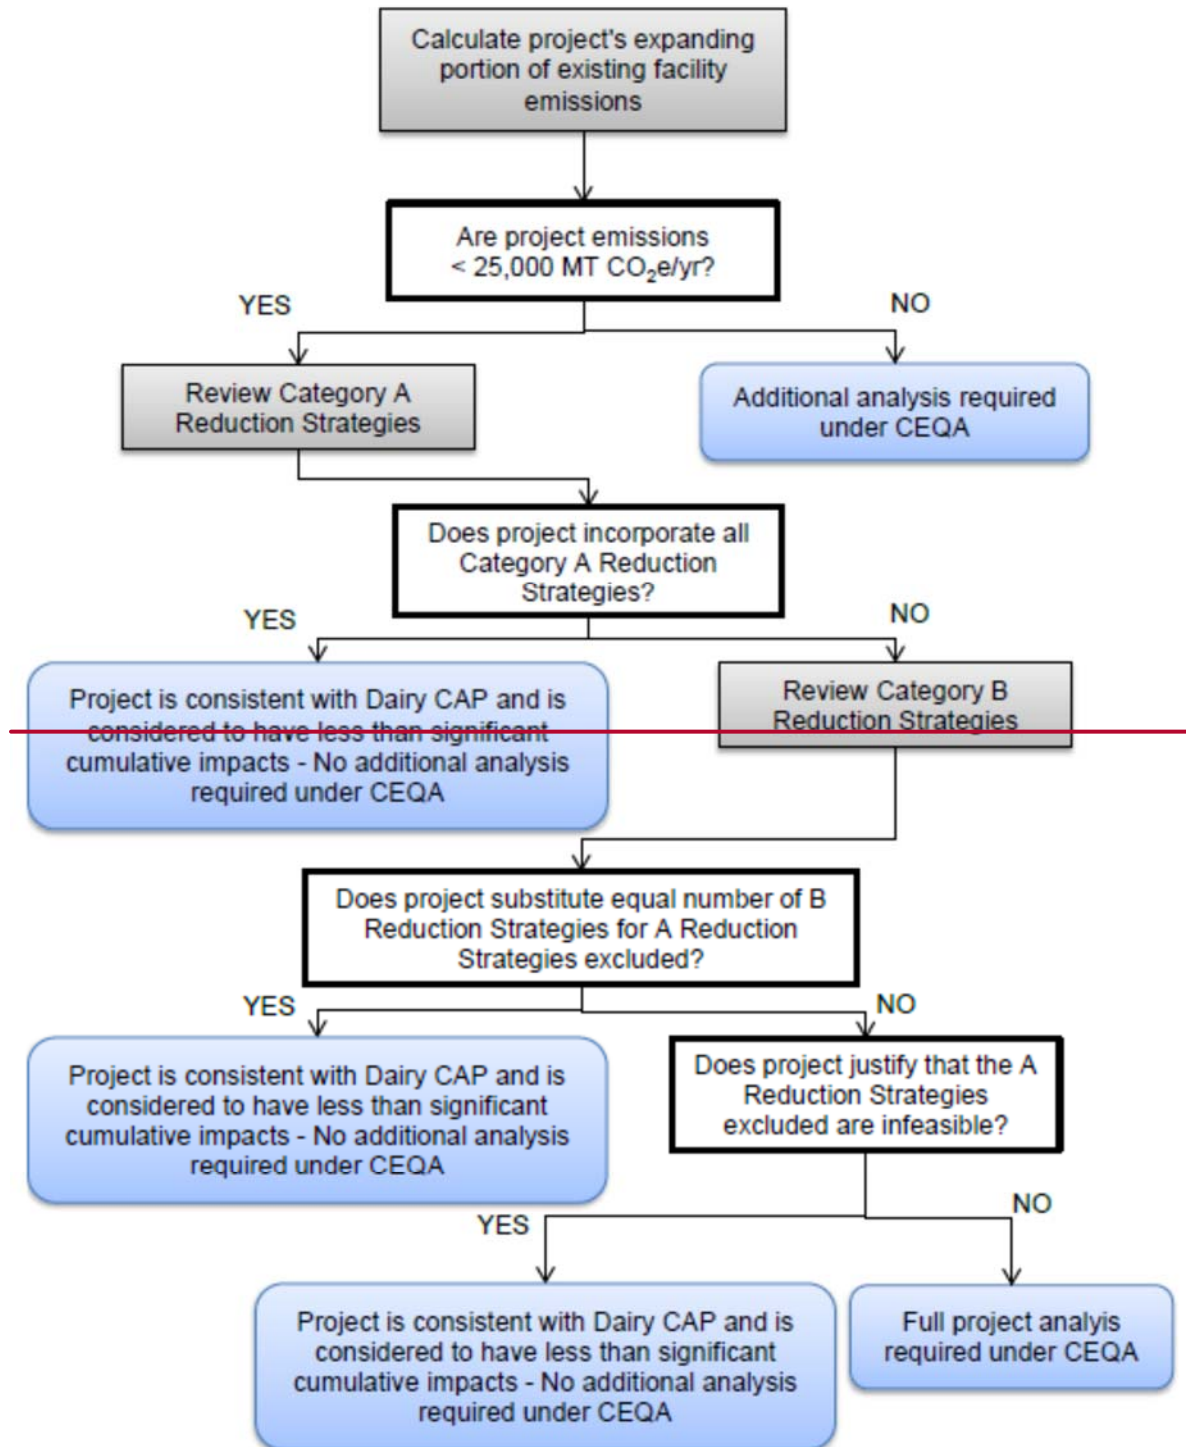 Calculate project's expanding
portion of existing facility
emissions
Are project emissions
< 25,000 MT CO₂e/yr?
YES
NO
Review Category A
Reduction Strategies
Additional analysis required
under CEQA
Does project incorporate all
Category A Reduction
Strategies?
YES
NO
Project is consistent with Dairy CAP and is
considered to have less than significant
cumulative impacts - No additional analysis
required under CEQA
Review Category B
Reduction Strategies
Does project substitute equal number of B
Reduction Strategies for A Reduction
Strategies excluded?
YES
NO
Project is consistent with Dairy CAP and is
considered to have less than significant
cumulative impacts - No additional analysis
required under CEQA
Does project justify that the A
Reduction Strategies
excluded are infeasible?
YES
NO
Project is consistent with Dairy CAP and is
considered to have less than significant
cumulative impacts - No additional analysis
required under CEQA
Full project analyis
required under CEQA